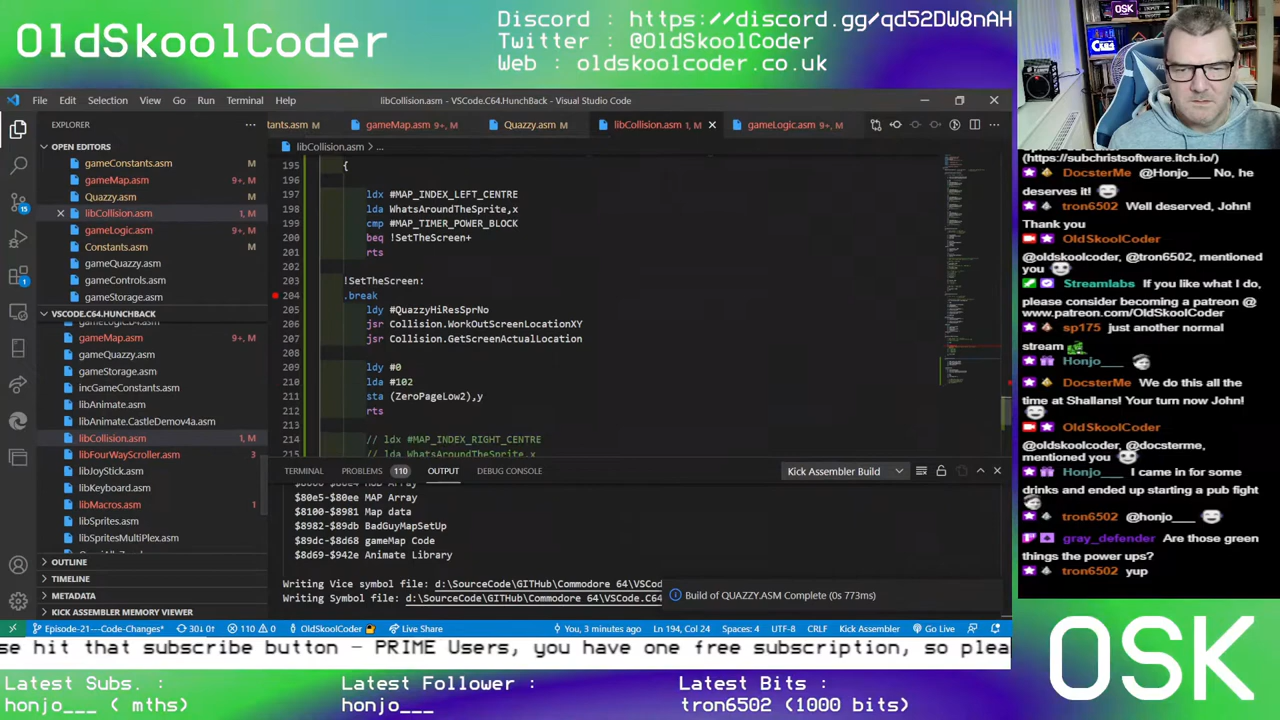 OldSkoolCoder
Discord : https://discord.gg/qd52DW8nAH
Twitter : @OldSkoolCoder
Web : oldskoolcoder.co.uk
File Edit Selection View Go Run Terminal Help
libCollision.asm - VSCode.C64.HunchBack - Visual Studio Code
EXPLORER
tants.asm M
gameMap.asm 9+, M
Quazzy.asm M
libCollision.asm 1, M
gameLogic.asm 9+, M
libCollision.asm > ...
OPEN EDITORS
gameConstants.asm M
gameMap.asm 9+, M
Quazzy.asm M
libCollision.asm 1, M
gameLogic.asm 9+, M
Constants.asm M
gameQuazzy.asm
gameControls.asm
gameStorage.asm
VSCODE.C64.HUNCHBACK
gameMap.asm 9+, M
gameQuazzy.asm
gameStorage.asm
incGameConstants.asm
libAnimate.asm
libAnimate.CastleDemov4a.asm
libCollision.asm 1, M
libFourWayScroller.asm 3
libJoyStick.asm
libKeyboard.asm
libMacros.asm 1
libSprites.asm
libSpritesMultiPlex.asm
OUTLINE
TIMELINE
METADATA
KICK ASSEMBLER MEMORY VIEWER
195 {
196
197 ldx #MAP_INDEX_LEFT_CENTRE
198 lda WhatsAroundTheSprite,x
199 cmp #MAP_TIMER_POWER_BLOCK
200 beq !SetTheScreen+
201 rts
202
203 !SetTheScreen:
204 .break
205 ldy #QuazzyHiResSprNo
206 jsr Collision.WorkOutScreenLocationXY
207 jsr Collision.GetScreenActualLocation
208
209 ldy #0
210 lda #102
211 sta (ZeroPageLow2),y
212 rts
213
214 // ldx #MAP_INDEX_RIGHT_CENTRE
215 // lda WhatsAroundTheSprite,x
TERMINAL PROBLEMS 110 OUTPUT DEBUG CONSOLE
Kick Assembler Build
$80e5-$80ee MAP Array
$8100-$8981 Map data
$8982-$89db BadGuyMapSetUp
$89dc-$8d68 gameMap Code
$8d69-$942e Animate Library
Writing Vice symbol file: d:\SourceCode\GITHub\Commodore 64\VSCod
Writing Symbol file: d:\SourceCode\GITHub\Commodore 64\VSCode.C64
Build of QUAZZY.ASM Complete (0s 773ms)
Episode-21---Code-Changes* 30↓ 0↑ 110 0 OldSkoolCoder Live Share
You, 3 minutes ago Ln 194, Col 24 Spaces: 4 UTF-8 CRLF Kick Assembler Go Live
(https://subchristsoftware.itch.io/)
DocsterMe @Honjo___ No, he
deserves it!
tron6502 Well deserved, John!
Thank you
OldSkoolCoder
@oldskoolcoder, @tron6502, mentioned
you
Streamlabs If you like what I do,
please consider becoming a patreon @
www.patreon.com/OldSkoolCoder
sp175 just another normal
stream
Honjo___
DocsterMe We do this all the
time at Shallans! Your turn now John!
OldSkoolCoder
@oldskoolcoder, @docsterme,
mentioned you
Honjo___ I came in for some
drinks and ended up starting a pub fight
tron6502 @honjo___
gray_defender Are those green
things the power ups?
tron6502 yup
se hit that subscribe button - PRIME Users, you have one free subscription, so plea
Latest Subs. :
honjo___ ( mths)
Latest Follower :
honjo___
Latest Bits :
tron6502 (1000 bits)
OSK